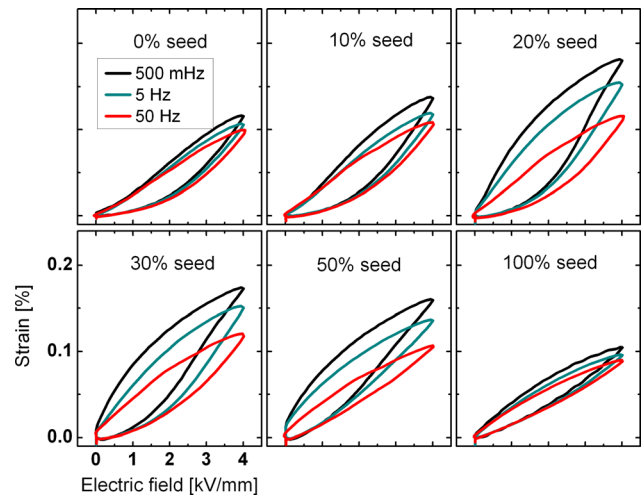 0% seed
10% seed
20% seed
500 mHz
5 Hz
50 Hz
30% seed
50% seed
100% seed
0.2
0.1
0.0
Strain [%]
0 1 2 3 4
Electric field [kV/mm]